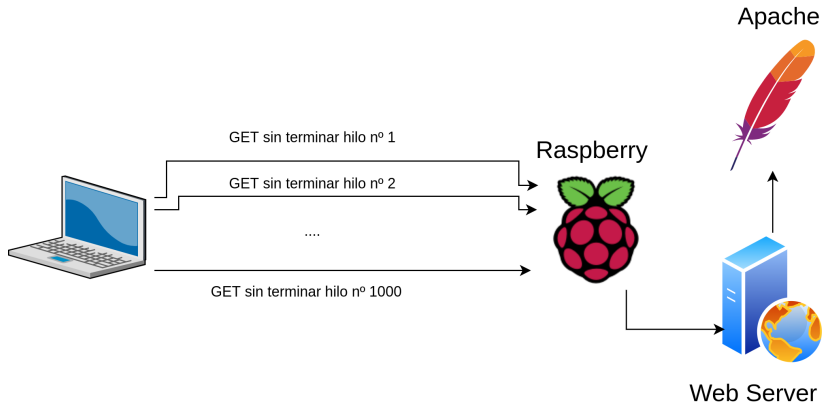 Apache
GET sin terminar hilo nº 1
Raspberry
GET sin terminar hilo nº 2
....
GET sin terminar hilo nº 1000
Web Server